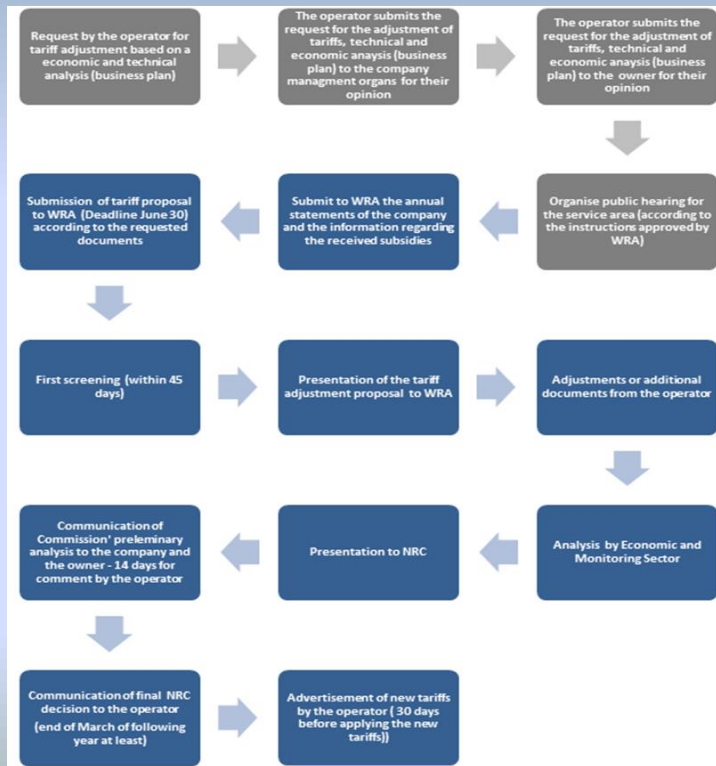 Request by the operator for
tariff adjustment based on a
economic and technical
analysis (business plan)
The operator submits the
request for the adjustment of
tariffs, technical and
economic anaysis (business
plan) to the company
managment organs for their
opinion
The operator submits the
request for the adjustment of
tariffs, technical and
economic anaysis (business
plan) to the owner for their
opinion
Organise public hearing for
the service area (according to
the instructions approved by
WRA)
Submit to WRA the annual
statements of the company
and the information regarding
the received subsidies
Submission of tariff proposal
to WRA (Deadline June 30)
according to the requested
documents
First screening (within 45
days)
Presentation of the tariff
adjustment proposal to WRA
Adjustments or additional
documents from the operator
Analysis by Economic and
Monitoring Sector
Presentation to NRC
Communication of
Commission' prelemínary
analysis to the company and
the owner - 14 days for
comment by the operator
Communication of final NRC
decision to the operator
(end of March of following
year at least)
Advertisement of new tariffs
by the operator ( 30 days
before applying the new
tariffs))